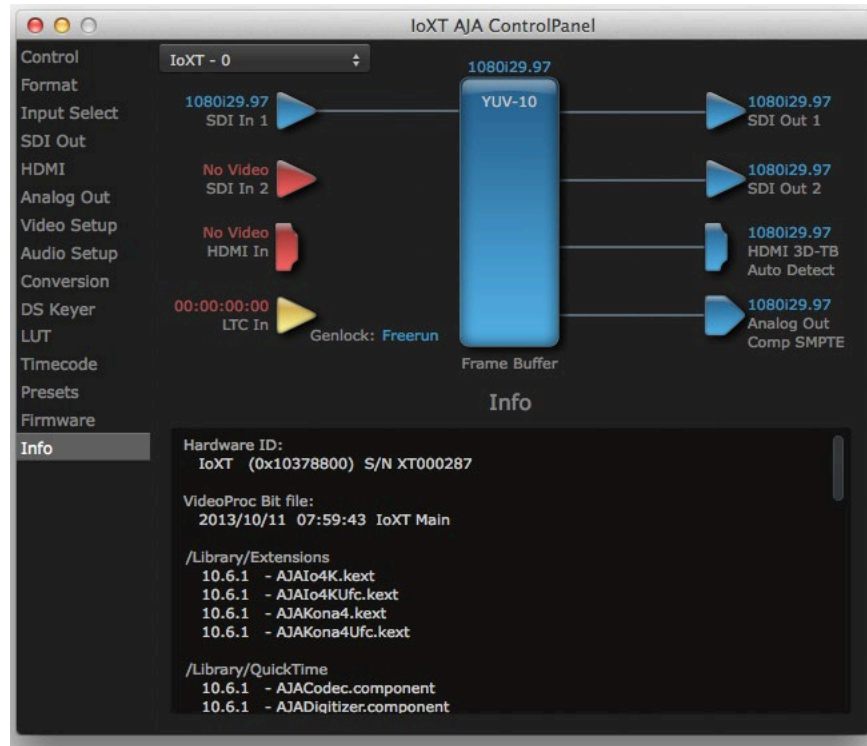 IoXT AJA ControlPanel
Control
Format
Input Select
SDI Out
HDMI
Analog Out
Video Setup
Audio Setup
Conversion
DS Keyer
LUT
Timecode
Presets
Firmware
Info
IoXT - 0
1080i29.97
SDI In 1
No Video
SDI In 2
No Video
HDMI In
00:00:00:00
LTC In
Genlock: Freerun
1080i29.97
YUV-10
Frame Buffer
1080i29.97
SDI Out 1
1080i29.97
SDI Out 2
1080i29.97
HDMI 3D-TB
Auto Detect
1080i29.97
Analog Out
Comp SMPTE
Info
Hardware ID:
IoXT (0x10378800) S/N XT000287
VideoProc Bit file:
2013/10/11 07:59:43 IoXT Main
/Library/Extensions
10.6.1 - AJAIo4K.kext
10.6.1 - AJAIo4KUfc.kext
10.6.1 - AJAKona4.kext
10.6.1 - AJAKona4Ufc.kext
/Library/QuickTime
10.6.1 - AJACodec.component
10.6.1 - AJADigitizer.component